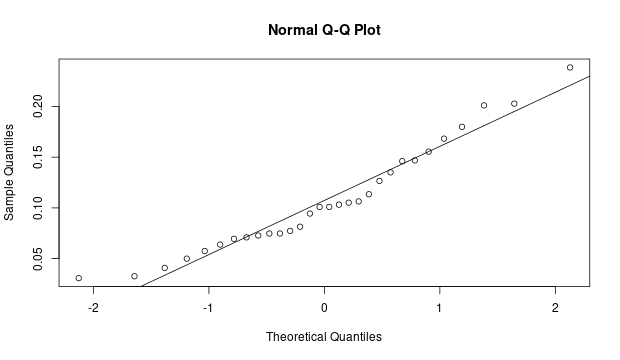 Normal Q-Q Plot
Sample Quantiles
0.20
0.15
0.10
0.05
-2 -1 0 1 2
Theoretical Quantiles